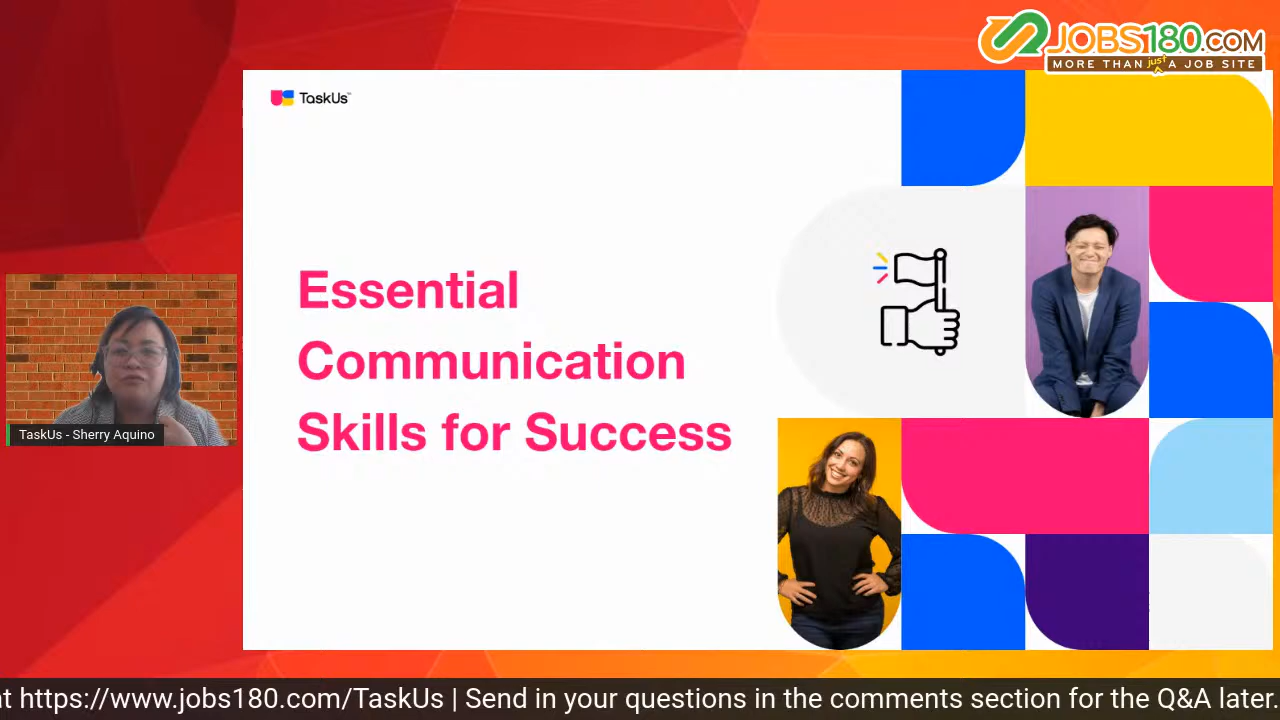 JOBS180.COM
MORE THAN just A JOB SITE
TaskUs
Essential
Communication
Skills for Success
TaskUs - Sherry Aquino
at https://www.jobs180.com/TaskUs | Send in your questions in the comments section for the Q&A later.